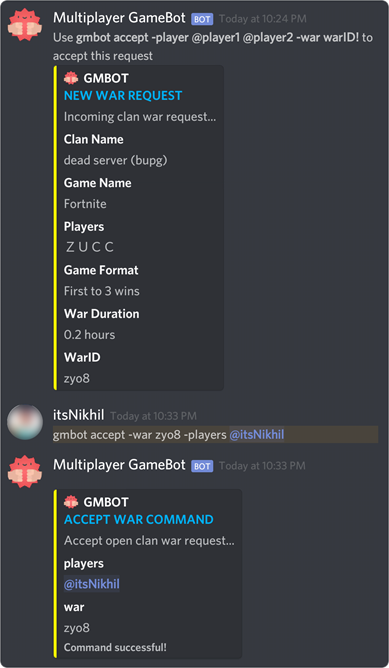 Multiplayer GameBot BOT Today at 10:24 PM
Use gmbot accept -player @player1 @player2 -war warID! to
accept this request
GMBOT
NEW WAR REQUEST
Incoming clan war request...
Clan Name
dead server (bupg)
Game Name
Fortnite
Players
Z U C C
Game Format
First to 3 wins
War Duration
0.2 hours
WarID
zyo8
itsNikhil Today at 10:33 PM
gmbot accept -war zyo8 -players @itsNikhil
Multiplayer GameBot BOT Today at 10:33 PM
GMBOT
ACCEPT WAR COMMAND
Accept open clan war request...
players
@itsNikhil
war
zyo8
Command successful!